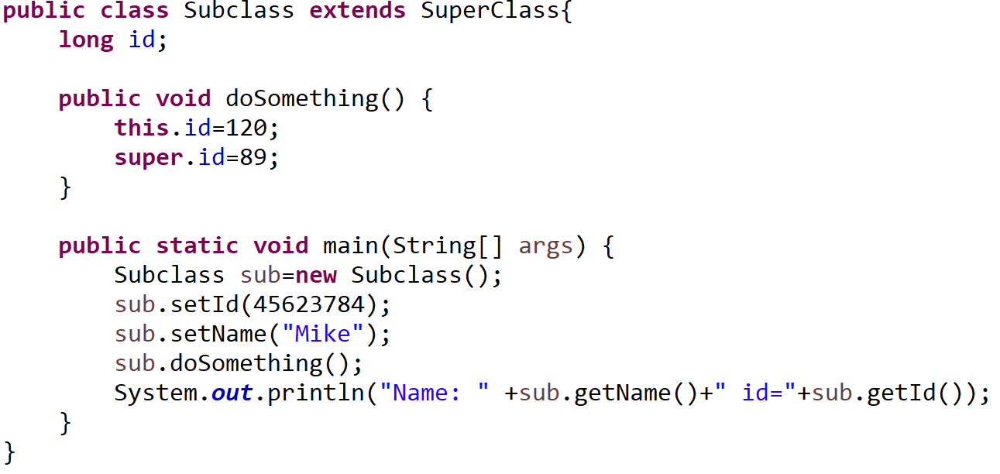 public class Subclass extends SuperClass{
    long id;

    public void doSomething() {
        this.id=120;
        super.id=89;
    }

    public static void main(String[] args) {
        Subclass sub=new Subclass();
        sub.setId(45623784);
        sub.setName("Mike");
        sub.doSomething();
        System.out.println("Name: " +sub.getName()+" id="+sub.getId());
    }
}